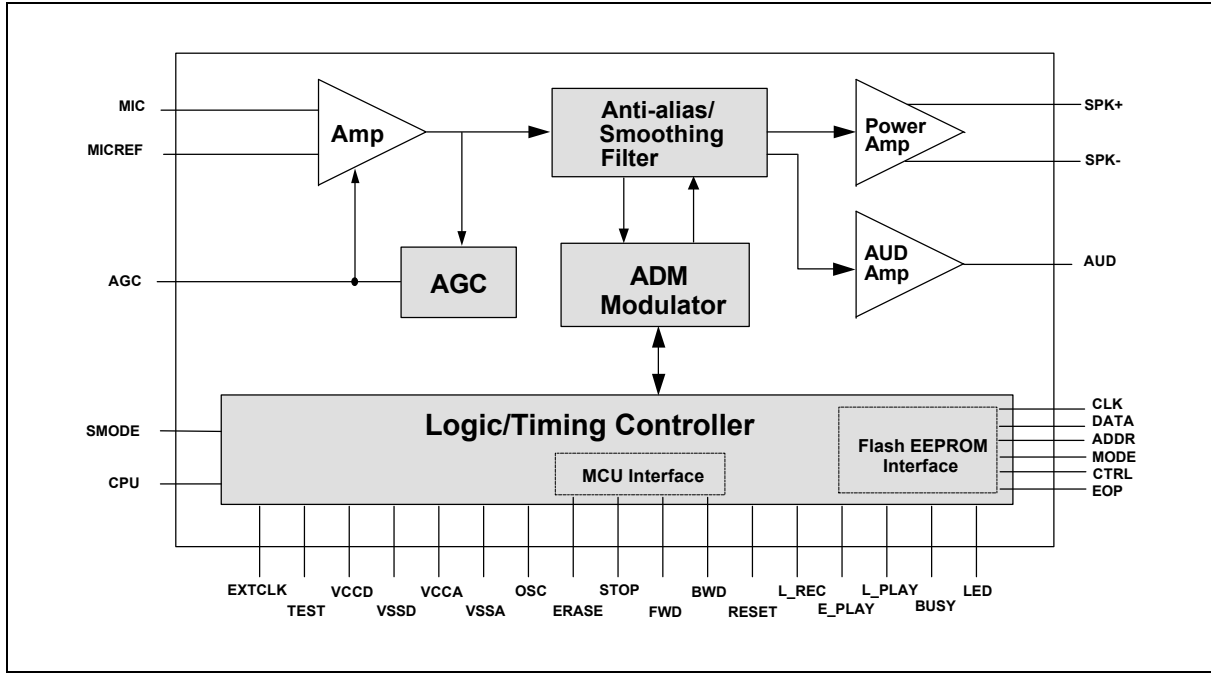 MIC
MICREF
Amp
Anti-alias/
Smoothing
Filter
Power
Amp
SPK+
SPK-
AGC
AGC
ADM
Modulator
AUD
Amp
AUD
SMODE
CPU
Logic/Timing Controller
MCU Interface
Flash EEPROM
Interface
CLK
DATA
ADDR
MODE
CTRL
EOP
EXTCLK
TEST
VCCD
VSSD
VCCA
VSSA
OSC
ERASE
STOP
FWD
BWD
RESET
L_REC
E_PLAY
L_PLAY
BUSY
LED